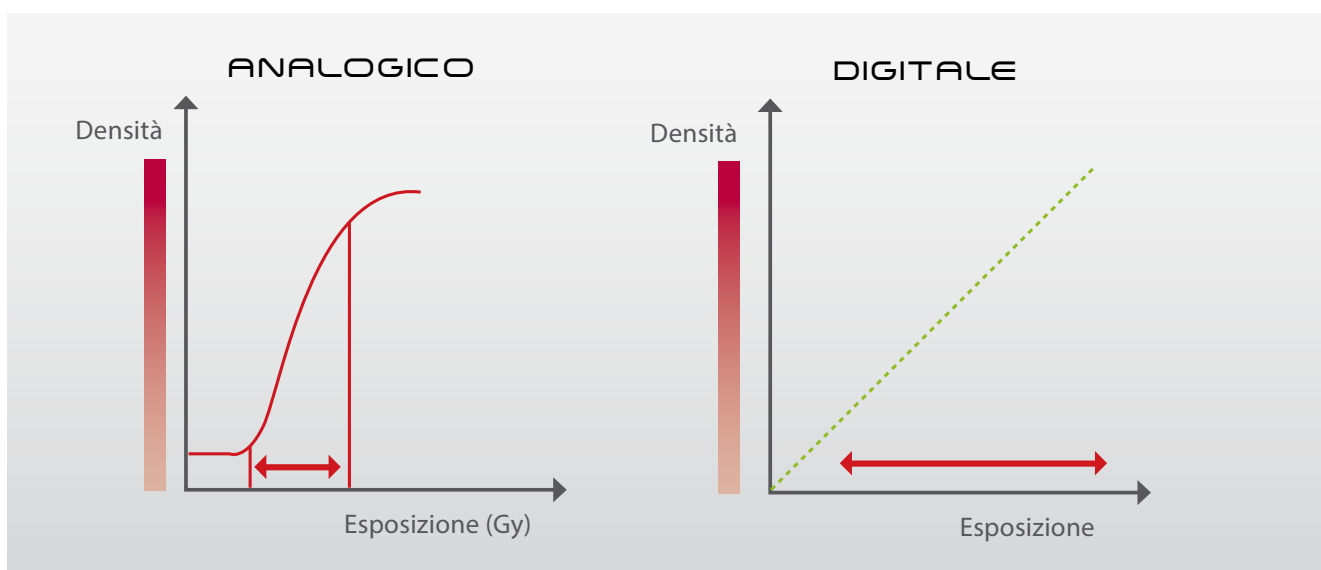 ANALOGICO
Densità
Esposizione (Gy)
DIGITALE
Densità
Esposizione